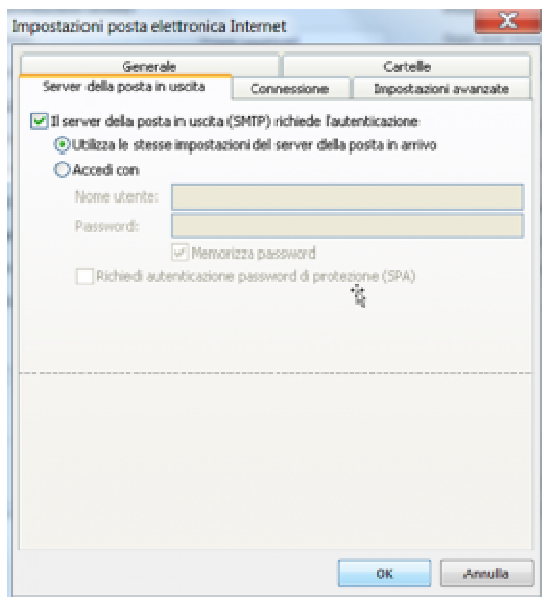 Impostazioni posta elettronica Internet
Generale
Cartelle
Server della posta in uscita
Connessione
Impostazioni avanzate
Il server della posta in uscita (SMTP) richiede l'autenticazione
Utilizza le stesse impostazioni del server della posta in arrivo
Accedi con
Nome utente:
Password:
Memorizza password
Richiedi autenticazione password di protezione (SPA)
OK
Annulla